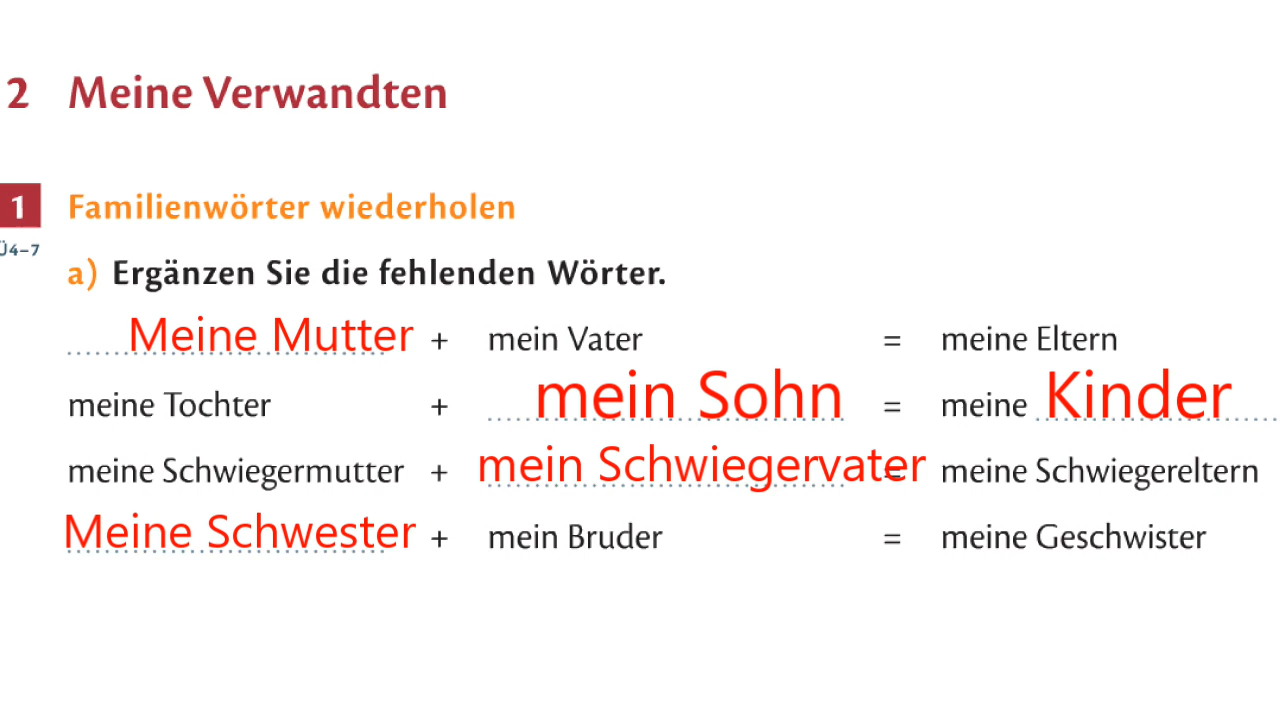 2 Meine Verwandten
1 Familienwörter wiederholen
Ü4–7
a) Ergänzen Sie die fehlenden Wörter.
Meine Mutter + mein Vater = meine Eltern
meine Tochter + mein Sohn = meine Kinder
meine Schwiegermutter + mein Schwiegervater = meine Schwiegereltern
Meine Schwester + mein Bruder = meine Geschwister